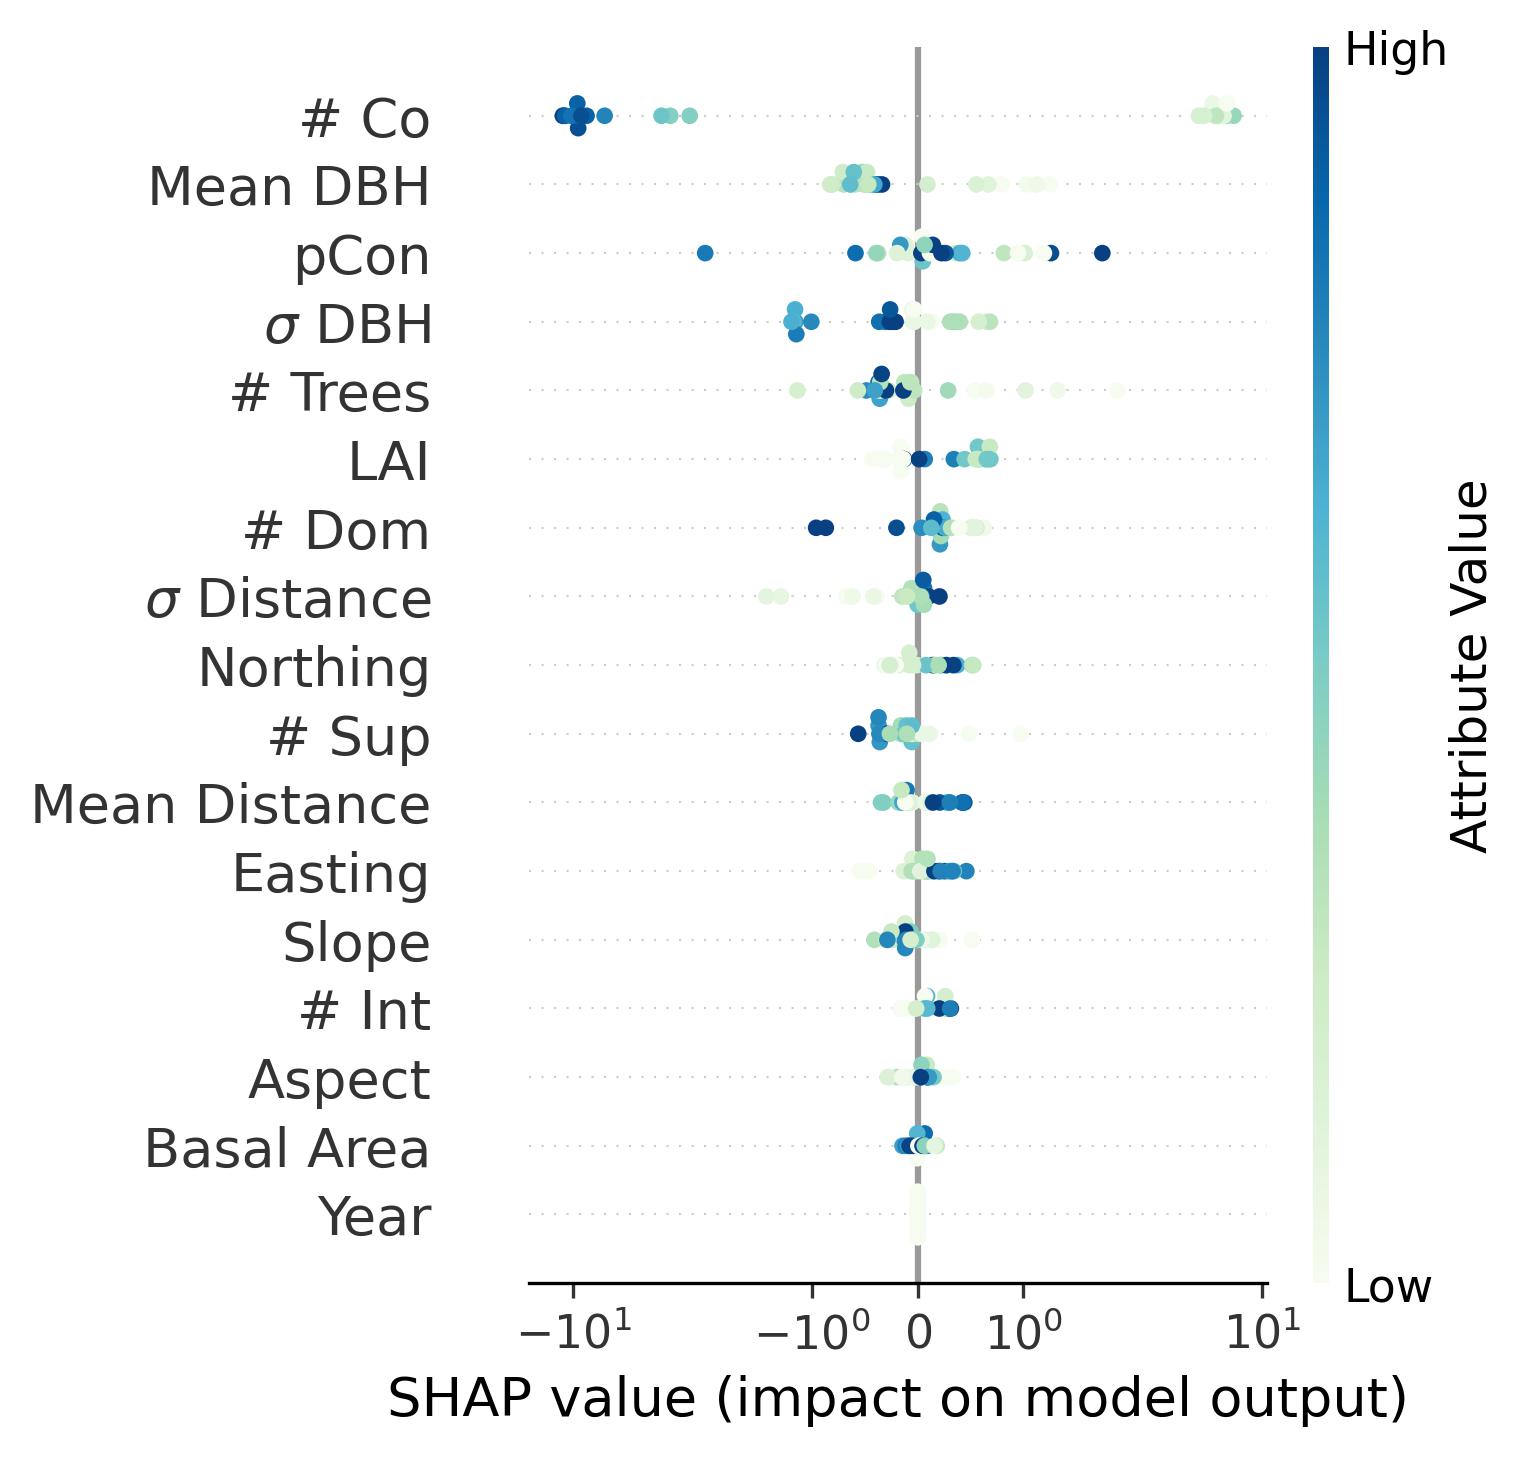 High
# Co
Mean DBH
pCon
σ DBH
# Trees
LAI
# Dom
σ Distance
Northing
# Sup
Mean Distance
Easting
Slope
# Int
Aspect
Basal Area
Year
Attribute Value
Low
−10¹ −10⁰ 0 10⁰ 10¹
SHAP value (impact on model output)